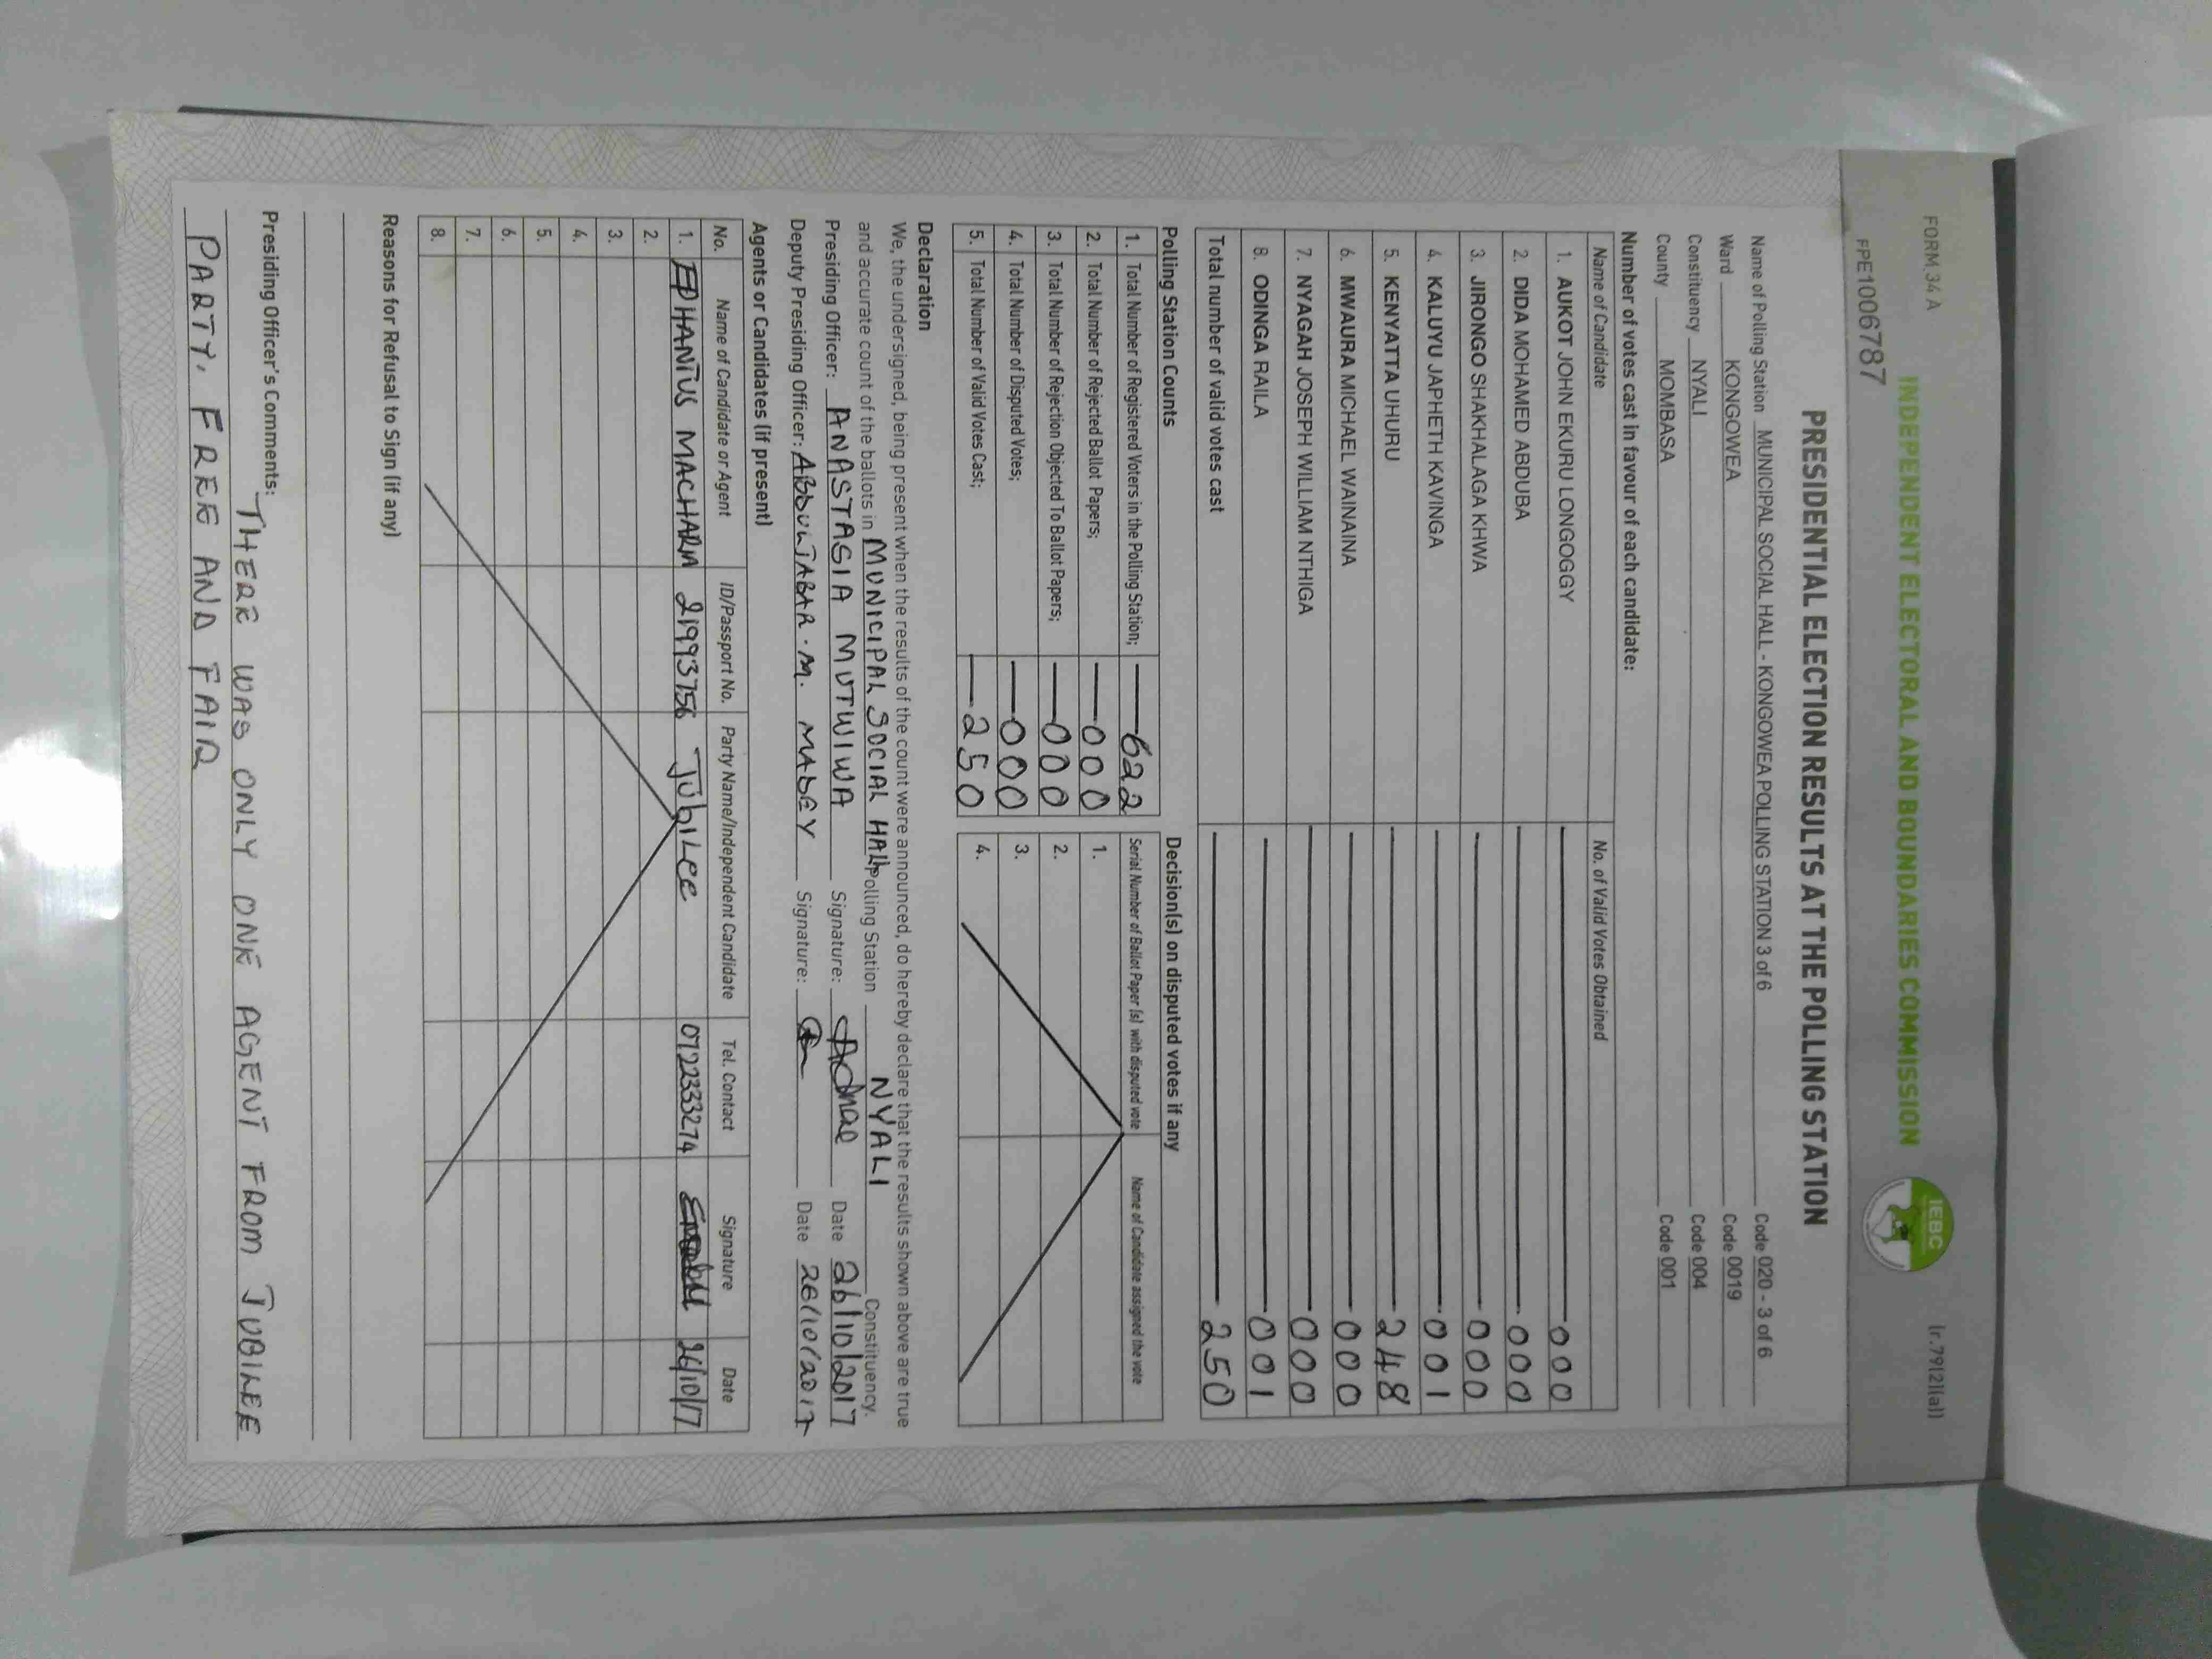 FORM 34 A
(r.79(2)(a))
FPE1006787
INDEPENDENT ELECTORAL AND BOUNDARIES COMMISSION
IEBC
PRESIDENTIAL ELECTION RESULTS AT THE POLLING STATION
Name of Polling Station MUNICIPAL SOCIAL HALL - KONGOWEA POLLING STATION 3 of 6 Code 020 - 3 of 6
Ward KONGOWEA Code 0019
Constituency NYALI Code 004
County MOMBASA Code 001
Number of votes cast in favour of each candidate:
Name of Candidate No. of Valid Votes Obtained
1. AUKOT JOHN EKURU LONGOGGY 000
2. DIDA MOHAMED ABDUBA 000
3. JIRONGO SHAKHALAGA KHWA 000
4. KALUYU JAPHETH KAVINGA 001
5. KENYATTA UHURU 248
6. MWAURA MICHAEL WAINAINA 000
7. NYAGAH JOSEPH WILLIAM NTHIGA 000
8. ODINGA RAILA 001
Total number of valid votes cast 250
Polling Station Counts
1. Total Number of Registered Voters in the Polling Station; 622
2. Total Number of Rejected Ballot Papers; 000
3. Total Number of Rejection Objected To Ballot Papers; 000
4. Total Number of Disputed Votes; 000
5. Total Number of Valid Votes Cast; 250
Decision(s) on disputed votes if any
Serial Number of Ballot Paper (s) with disputed vote Name of Candidate assigned the vote
1.
2.
3.
4.
Declaration
We, the undersigned, being present when the results of the count were announced, do hereby declare that the results shown above are true
and accurate count of the ballots in MUNICIPAL SOCIAL HALL Polling Station NYALI Constituency.
Presiding Officer: ANASTASIA MUTWIWA Signature: Date 26/10/2017
Deputy Presiding Officer: ABDULJABAR .M. MADEY Signature: Date 26/10/2017
Agents or Candidates (if present)
No. Name of Candidate or Agent ID/Passport No. Party Name/Independent Candidate Tel. Contact Signature Date
1. EPHANTUS MACHARIA 21993756 JUBILEE 0722333274 26/10/17
2.
3.
4.
5.
6.
7.
8.
Reasons for Refusal to Sign (if any)
Presiding Officer's Comments: THERE WAS ONLY ONE AGENT FROM JUBILEE
PARTY, FREE AND FAIR